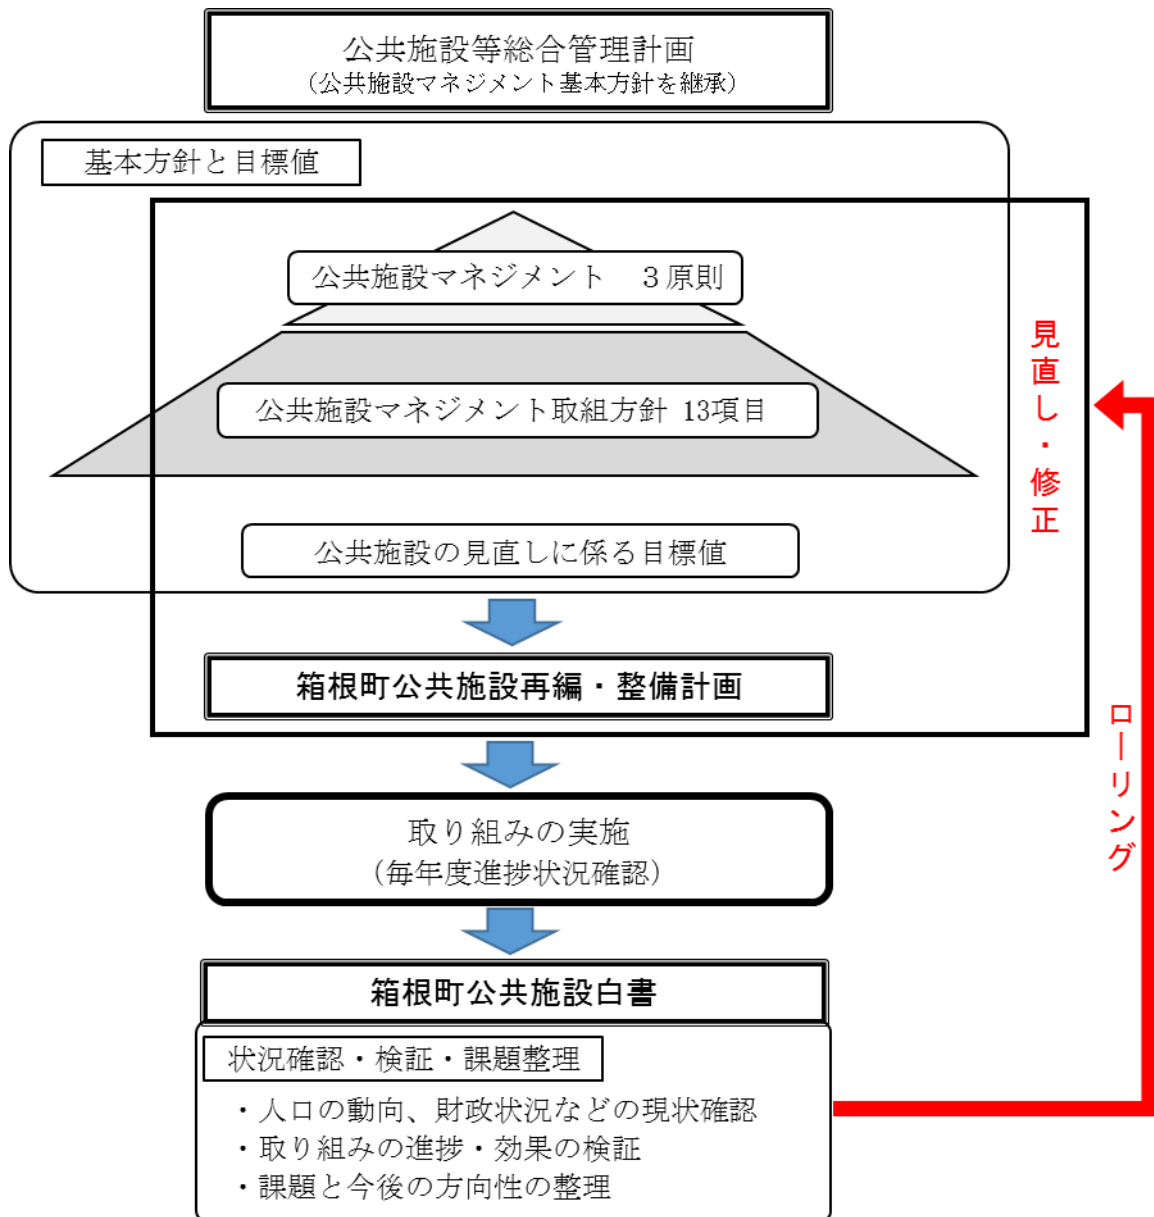 公共施設等総合管理計画
（公共施設マネジメント基本方針を継承）
基本方針と目標値
公共施設マネジメント　３原則
公共施設マネジメント取組方針 13項目
公共施設の見直しに係る目標値
見直し・修正
箱根町公共施設再編・整備計画
ローリング
取り組みの実施
（毎年度進捗状況確認）
箱根町公共施設白書
状況確認・検証・課題整理
・人口の動向、財政状況などの現状確認
・取り組みの進捗・効果の検証
・課題と今後の方向性の整理